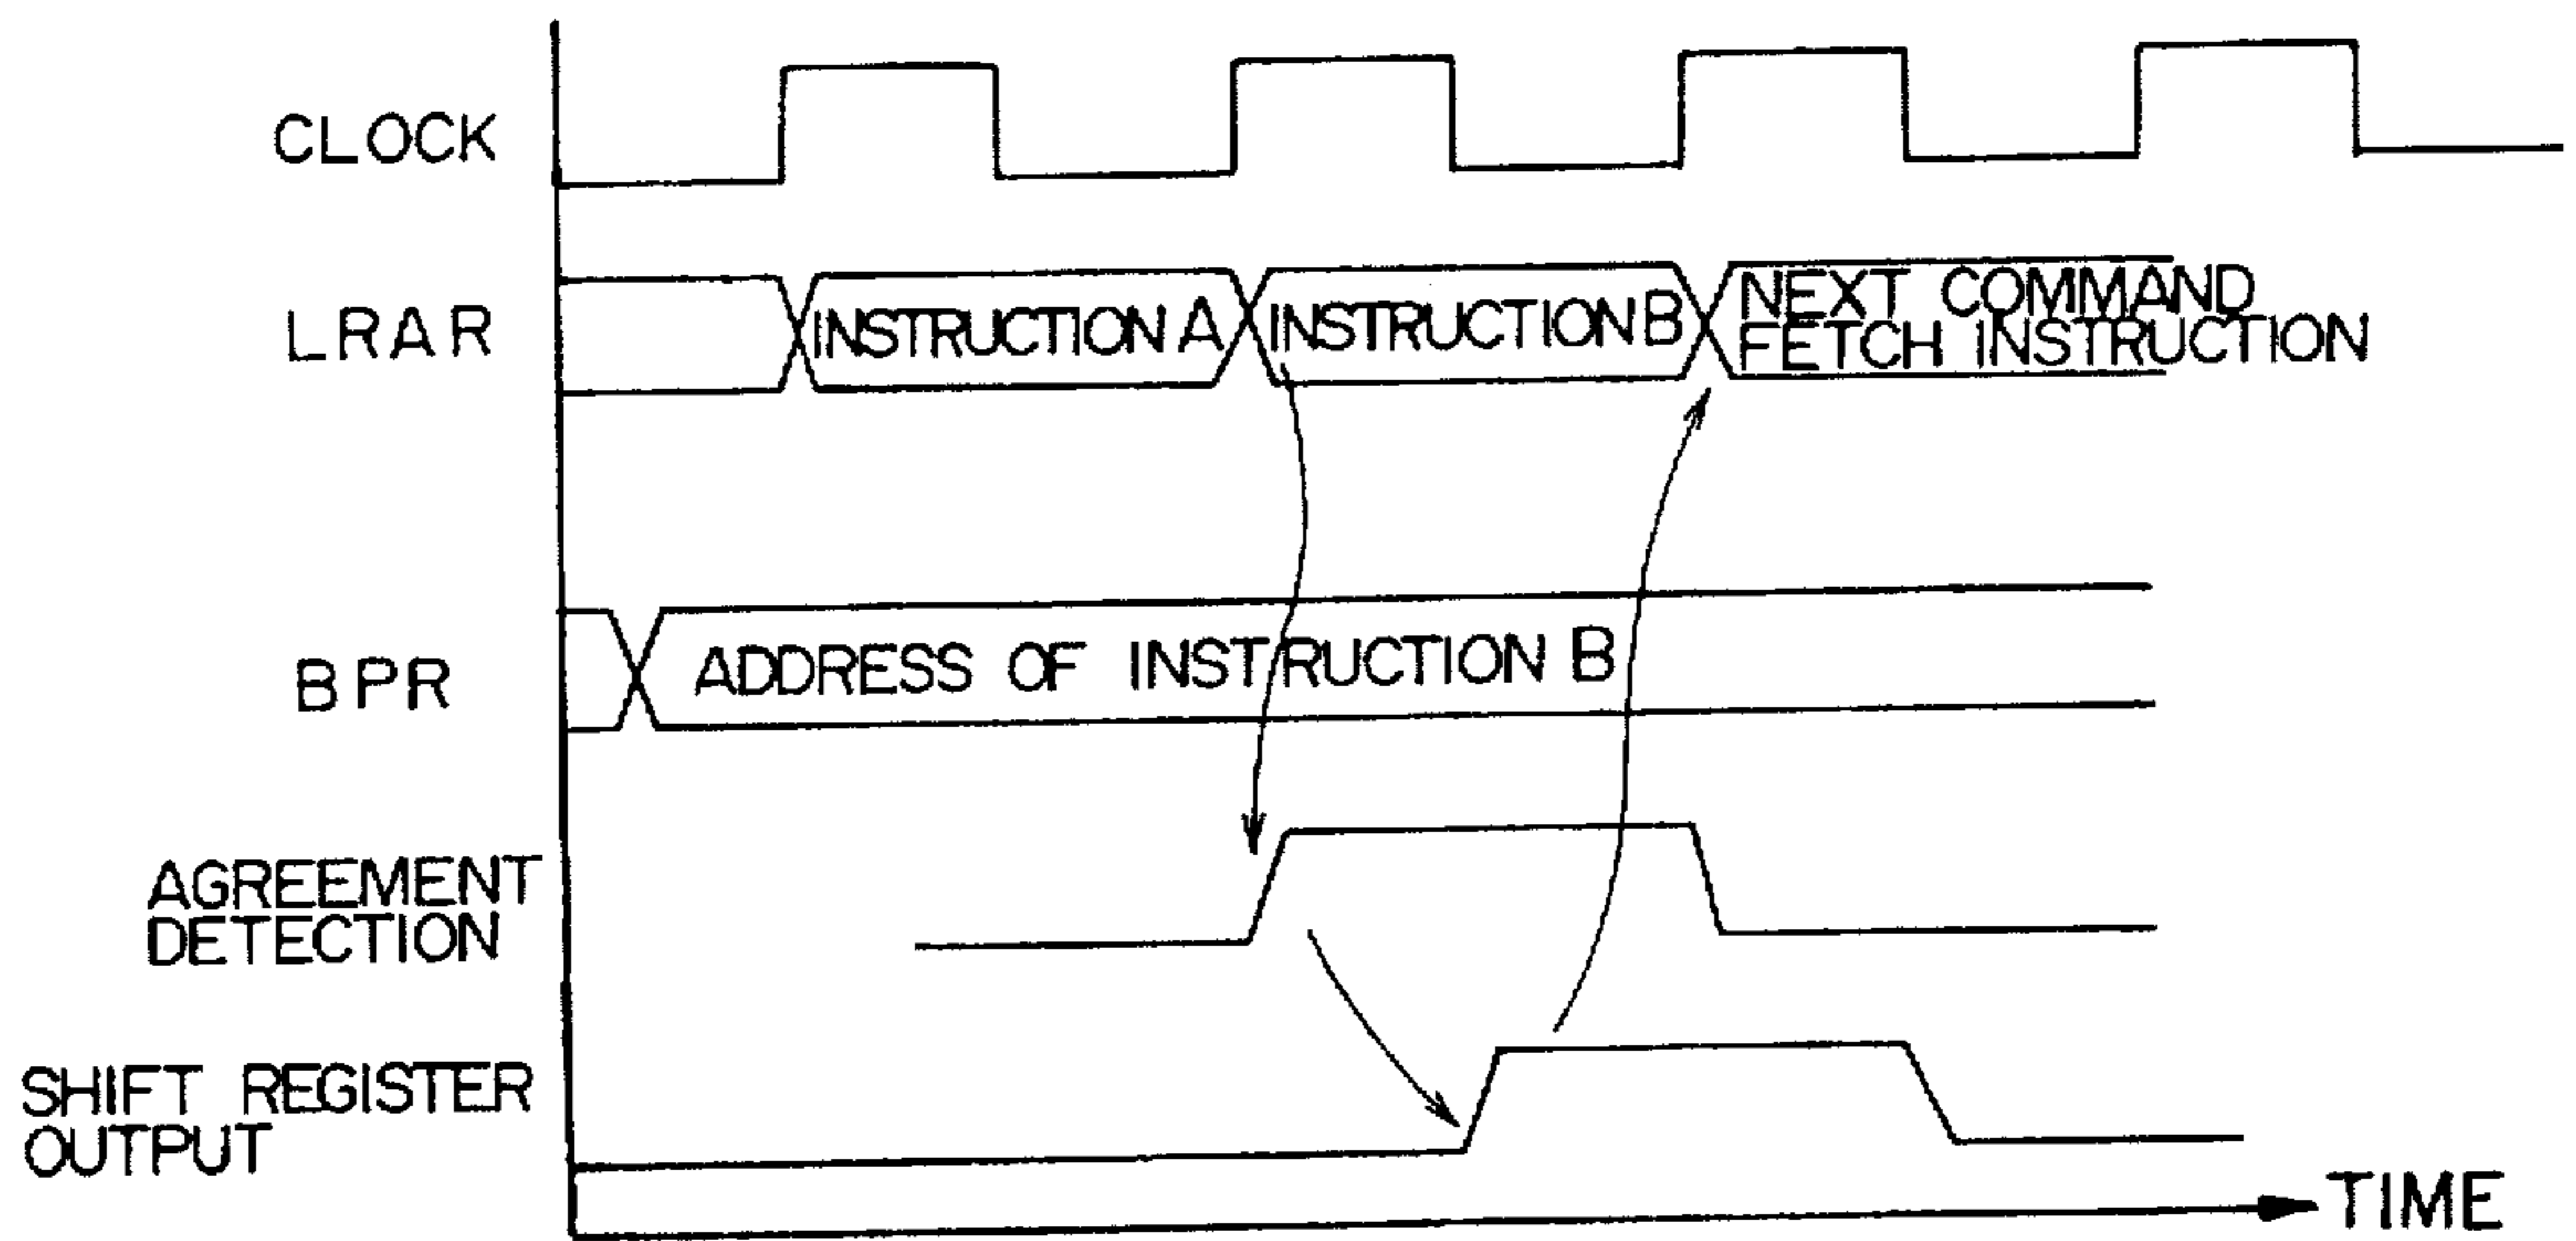 CLOCK
LRAR
INSTRUCTION A
INSTRUCTION B
NEXT COMMAND
FETCH INSTRUCTION
BPR
ADDRESS OF INSTRUCTION B
AGREEMENT
DETECTION
SHIFT REGISTER
OUTPUT
TIME